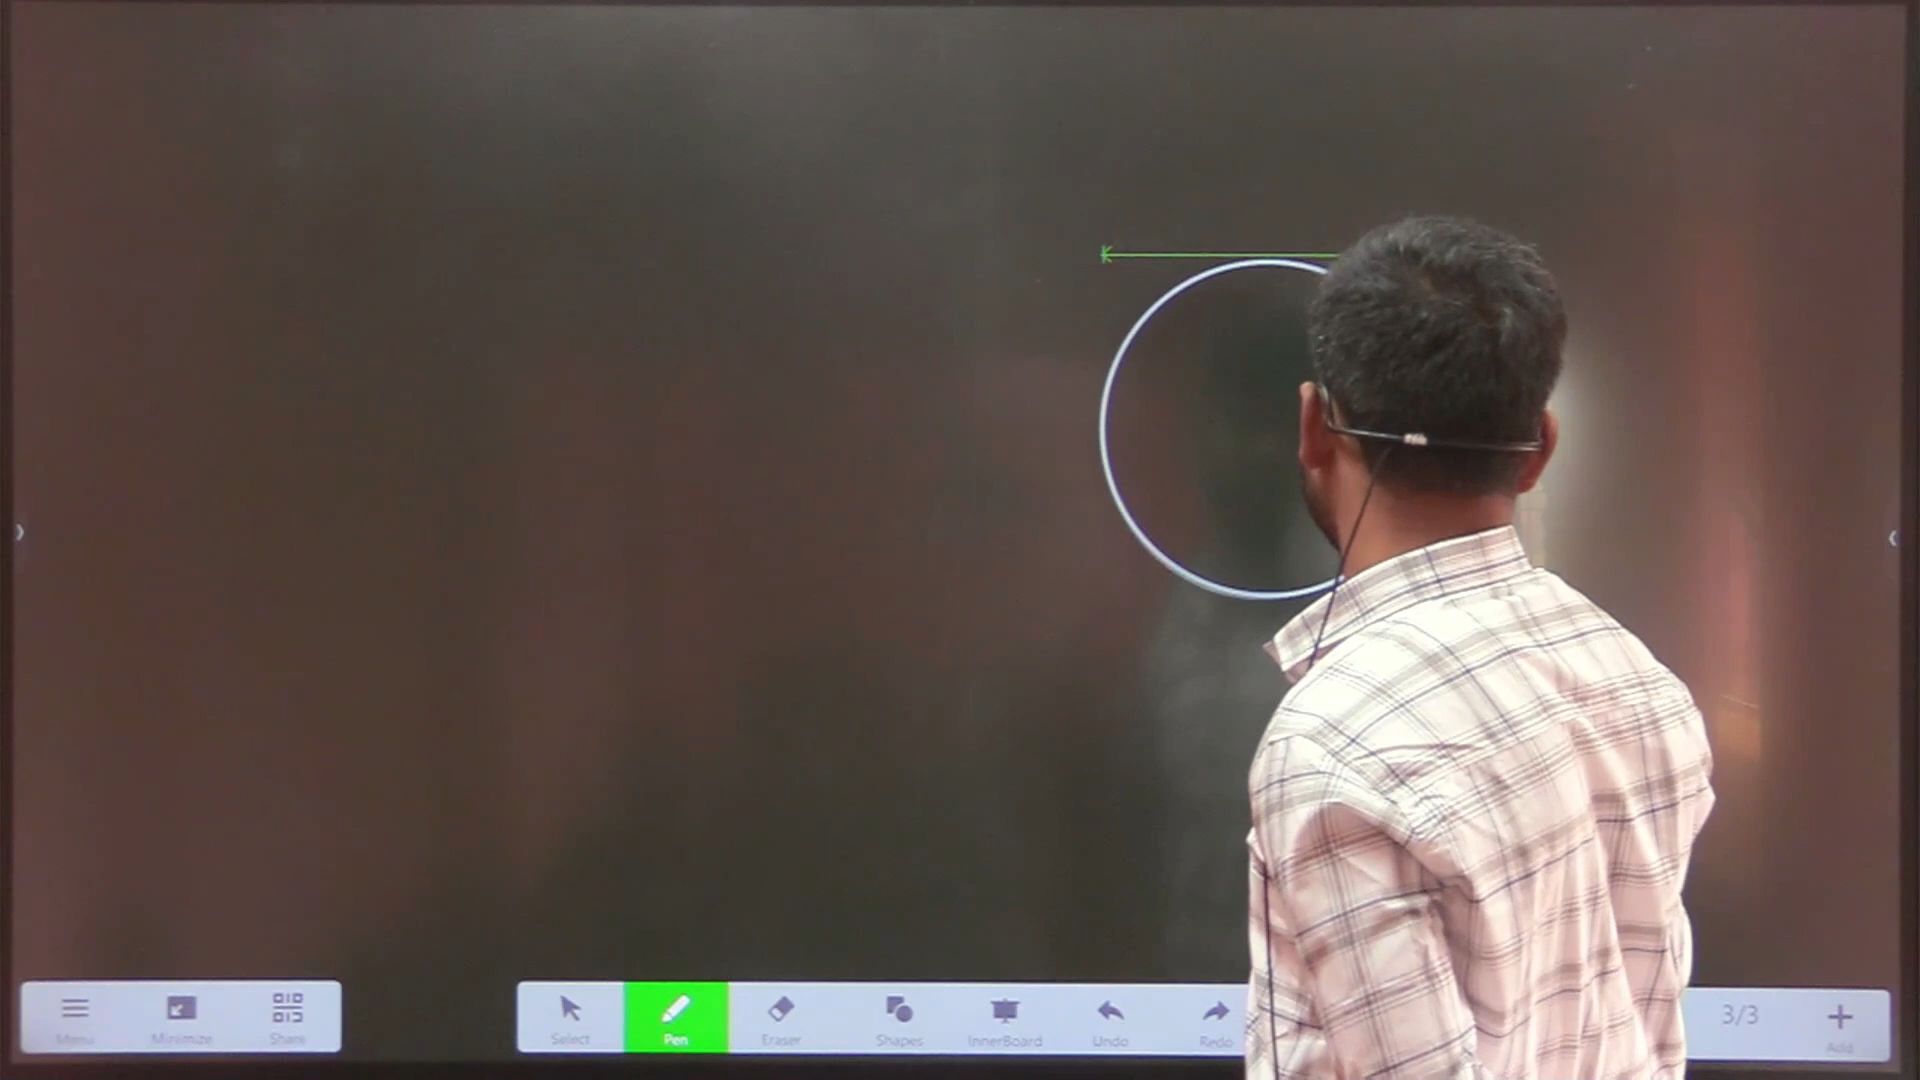 Menu
Minimize
Share
Select
Pen
Eraser
Shapes
InnerBoard
Undo
Redo
3/3
Add